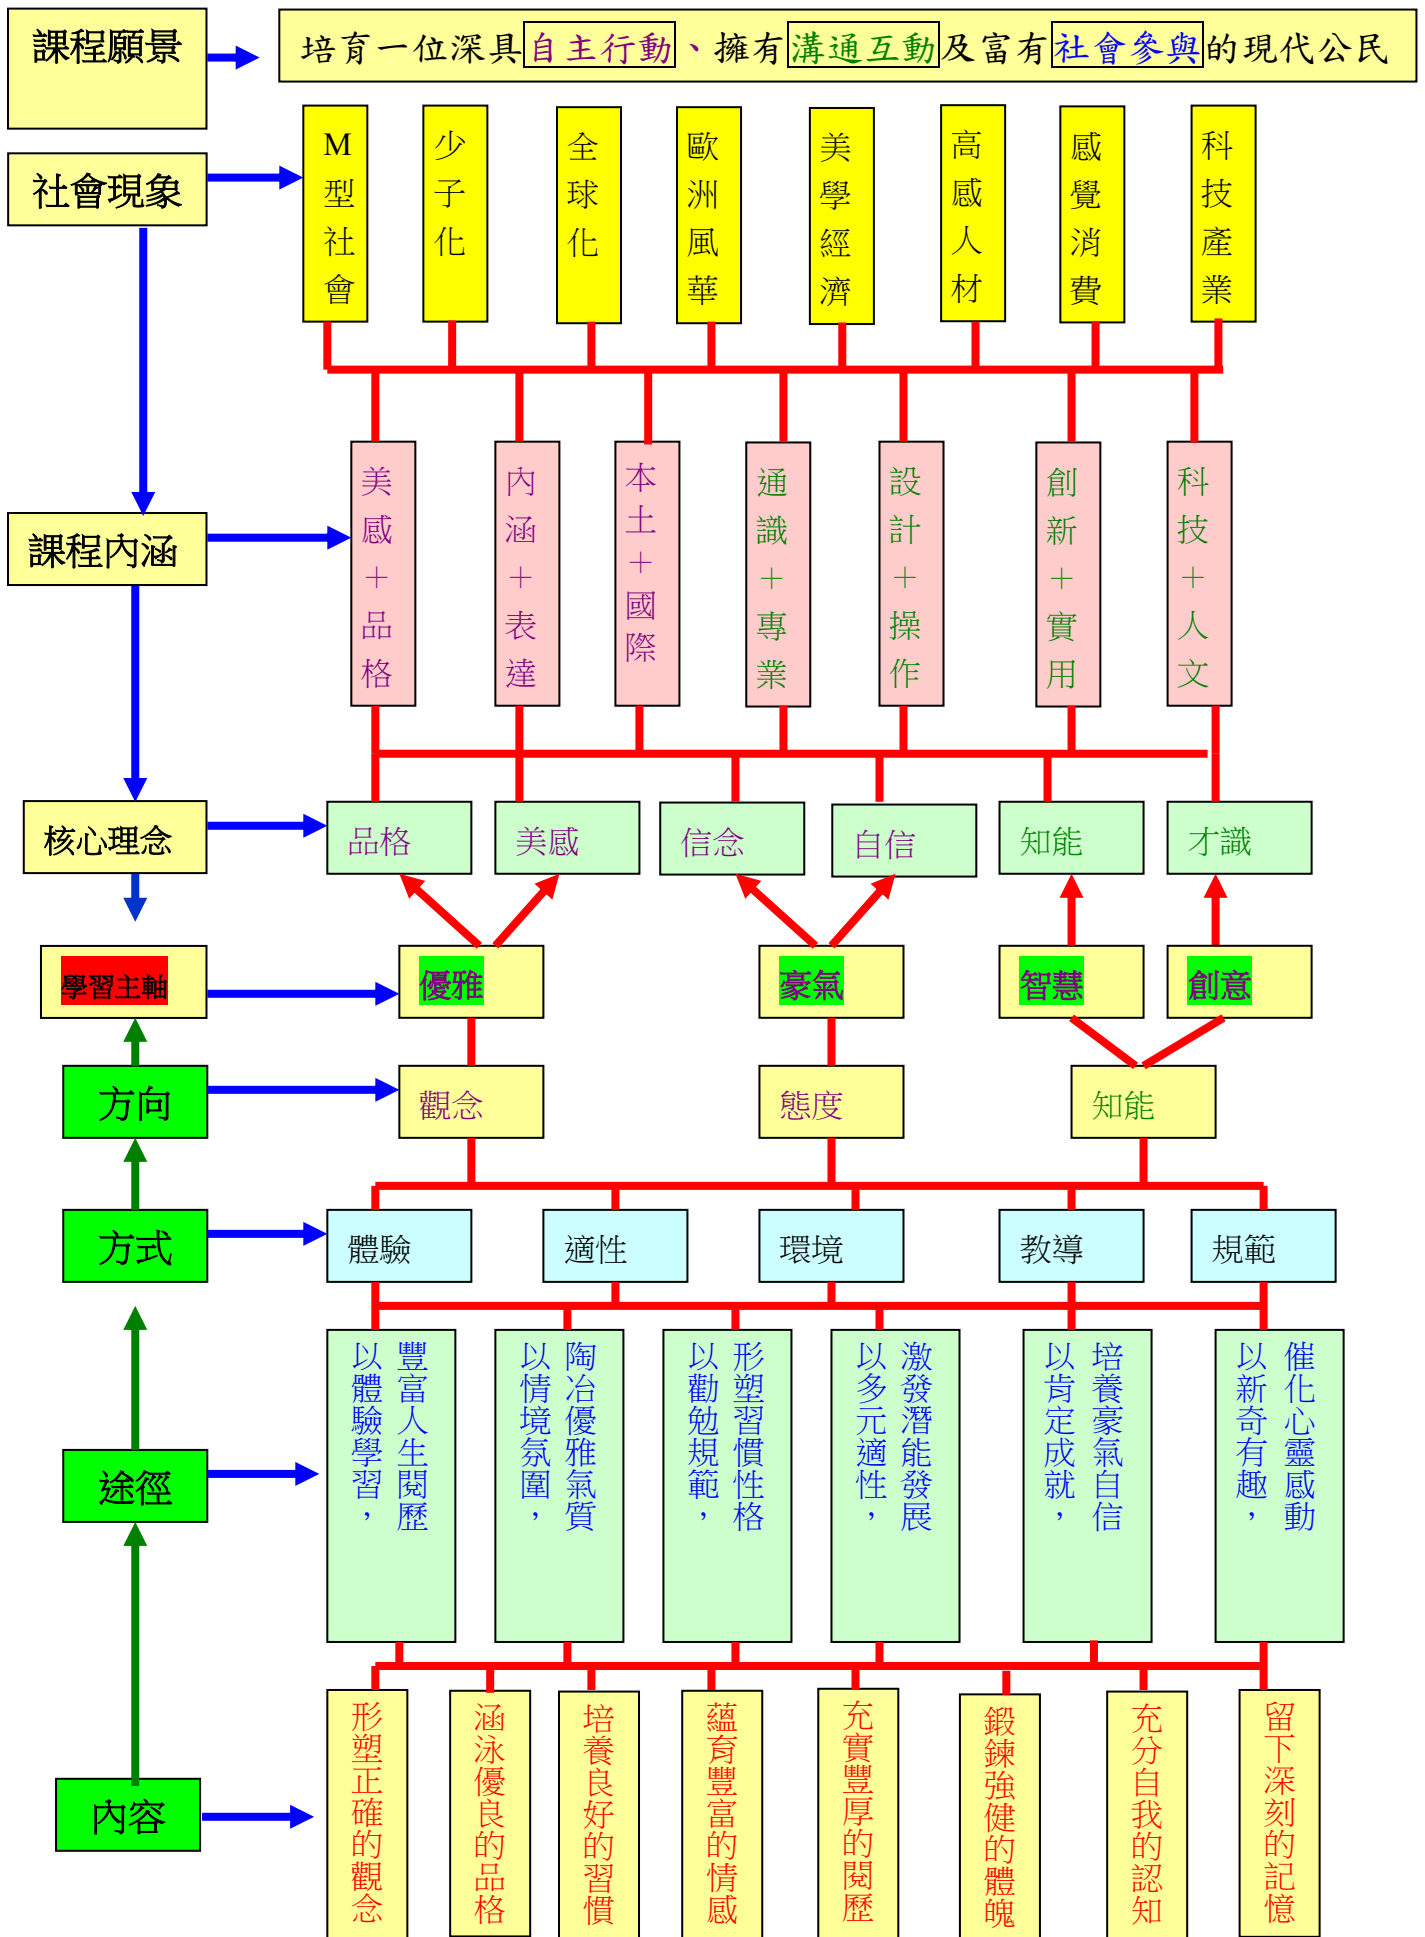 課程願景
培育一位深具自主行動、擁有溝通互動及富有社會參與的現代公民
社會現象
M型社會
少子化
全球化
歐洲風華
美學經濟
高感人材
感覺消費
科技產業
課程內涵
美感＋品格
內涵＋表達
本土＋國際
通識＋專業
設計＋操作
創新＋實用
科技＋人文
核心理念
品格
美感
信念
自信
知能
才識
學習主軸
優雅
豪氣
智慧
創意
方向
觀念
態度
知能
方式
體驗
適性
環境
教導
規範
途徑
以體驗學習，
豐富人生閱歷
以情境氛圍，
陶冶優雅氣質
以勸勉規範，
形塑習慣性格
以多元適性，
激發潛能發展
以肯定成就，
培養豪氣自信
以新奇有趣，
催化心靈感動
內容
形塑正確的觀念
涵泳優良的品格
培養良好的習慣
蘊育豐富的情感
充實豐厚的閱歷
鍛鍊強健的體魄
充分自我的認知
留下深刻的記憶